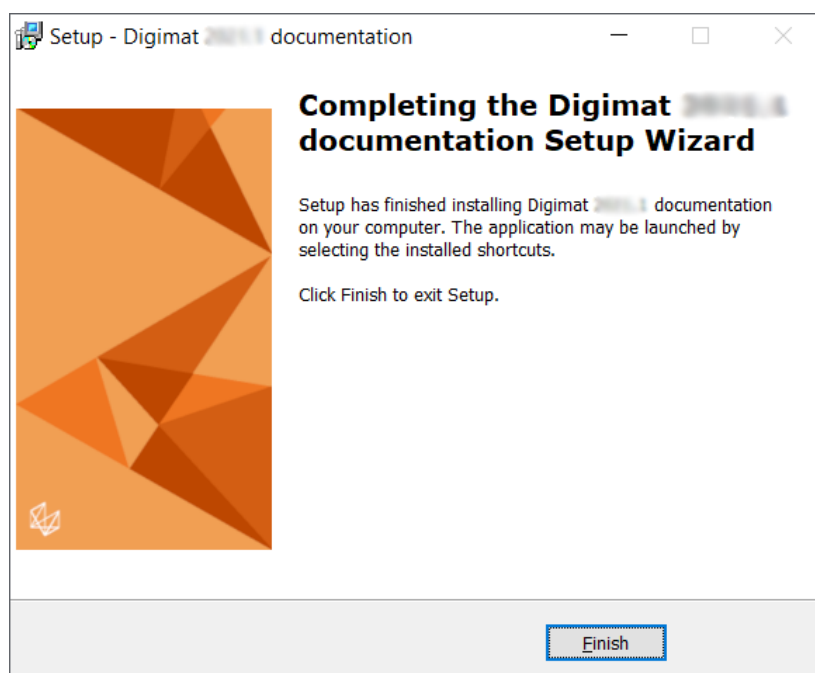 Setup - Digimat documentation
Completing the Digimat
documentation Setup Wizard
Setup has finished installing Digimat documentation
on your computer. The application may be launched by
selecting the installed shortcuts.
Click Finish to exit Setup.
Finish